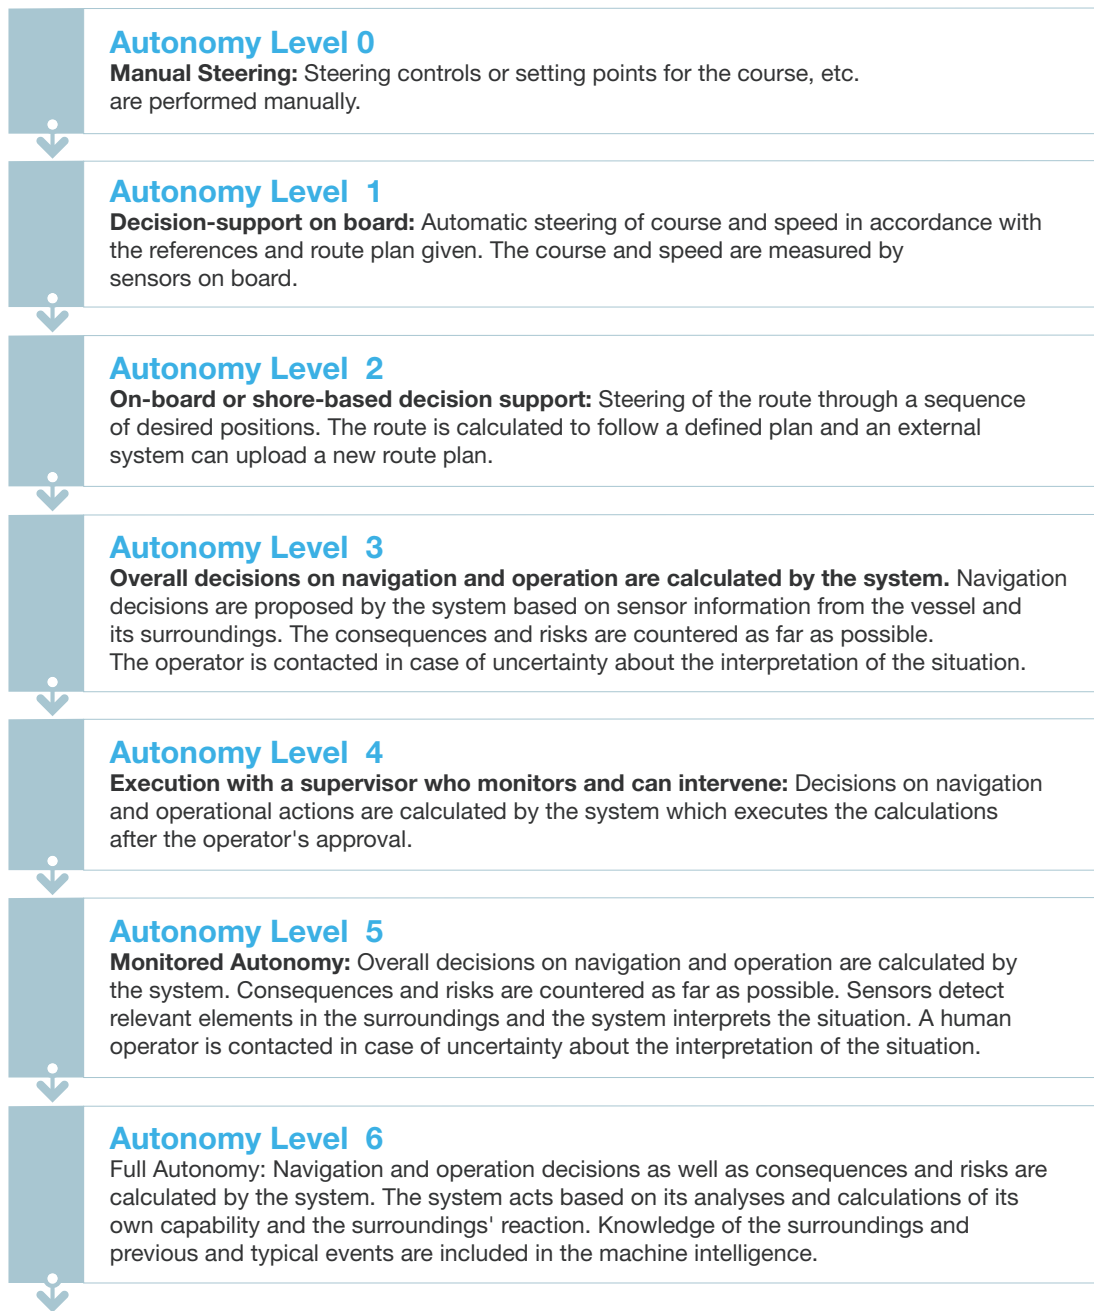 Autonomy Level 0
Manual Steering: Steering controls or setting points for the course, etc.
are performed manually.
Autonomy Level 1
Decision-support on board: Automatic steering of course and speed in accordance with
the references and route plan given. The course and speed are measured by
sensors on board.
Autonomy Level 2
On-board or shore-based decision support: Steering of the route through a sequence
of desired positions. The route is calculated to follow a defined plan and an external
system can upload a new route plan.
Autonomy Level 3
Overall decisions on navigation and operation are calculated by the system. Navigation
decisions are proposed by the system based on sensor information from the vessel and
its surroundings. The consequences and risks are countered as far as possible.
The operator is contacted in case of uncertainty about the interpretation of the situation.
Autonomy Level 4
Execution with a supervisor who monitors and can intervene: Decisions on navigation
and operational actions are calculated by the system which executes the calculations
after the operator's approval.
Autonomy Level 5
Monitored Autonomy: Overall decisions on navigation and operation are calculated by
the system. Consequences and risks are countered as far as possible. Sensors detect
relevant elements in the surroundings and the system interprets the situation. A human
operator is contacted in case of uncertainty about the interpretation of the situation.
Autonomy Level 6
Full Autonomy: Navigation and operation decisions as well as consequences and risks are
calculated by the system. The system acts based on its analyses and calculations of its
own capability and the surroundings' reaction. Knowledge of the surroundings and
previous and typical events are included in the machine intelligence.